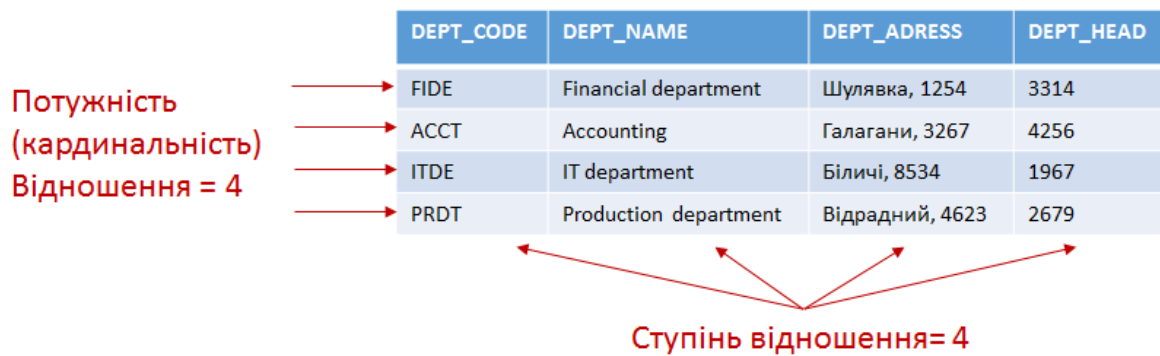 DEPT_CODE DEPT_NAME DEPT_ADRESS DEPT_HEAD
FIDE Financial department Шулявка, 1254 3314
ACCT Accounting Галагани, 3267 4256
ITDE IT department Біличі, 8534 1967
PRDT Production department Відрадний, 4623 2679
Потужність
(кардинальність)
Відношення = 4
Ступінь відношення= 4